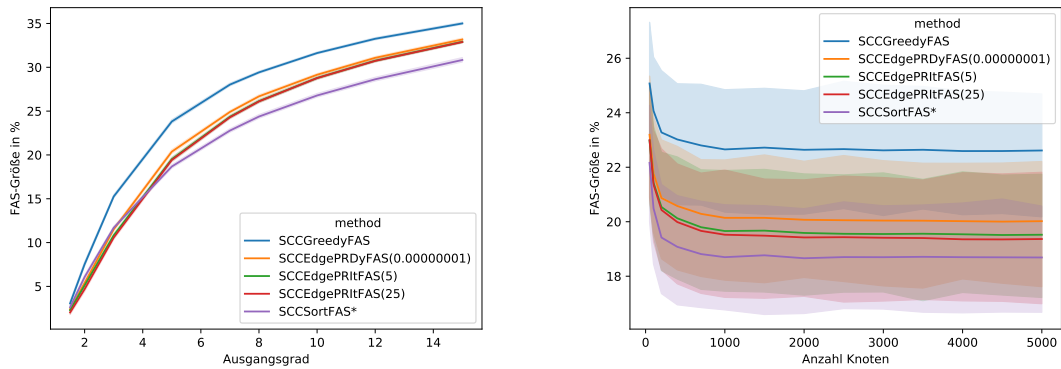 35
30
25
20
15
10
5
FAS-Größe in %
method
SCCGreedyFAS
SCCEdgePRDyFAS(0.00000001)
SCCEdgePRItFAS(5)
SCCEdgePRItFAS(25)
SCCSortFAS*
2 4 6 8 10 12 14
Ausgangsgrad
26
24
22
20
18
FAS-Größe in %
method
SCCGreedyFAS
SCCEdgePRDyFAS(0.00000001)
SCCEdgePRItFAS(5)
SCCEdgePRItFAS(25)
SCCSortFAS*
0 1000 2000 3000 4000 5000
Anzahl Knoten